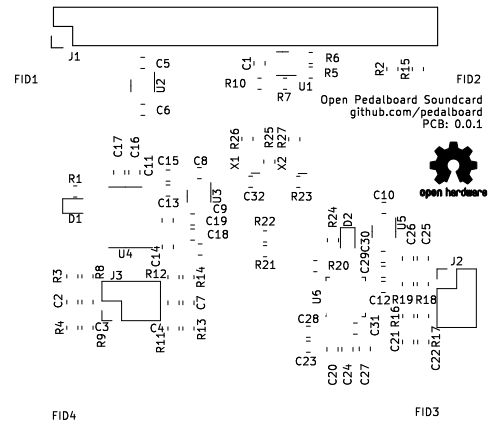 J1
C5
R6
C1
R5
R2
R15
FID1
U2
R10
U1
FID2
R7
Open Pedalboard Soundcard
C6
github.com/pedalboard
PCB: 0.0.1
R26
R25
R27
C17
C16
C11
C15
C8
X1
X2
R1
C32
R23
open hardware
U3
C13
C9
C10
D1
C19
C18
R22
R24
D2
C30
U5
C26
C25
U4
C14
R21
R20
C29
J2
R3
R8
J3
R12
R14
C2
C7
U6
C12
R19
R18
R4
C3
R9
C4
R11
R13
C28
C31
R16
R17
C23
C21
C22
C20
C24
C27
FID4
FID3